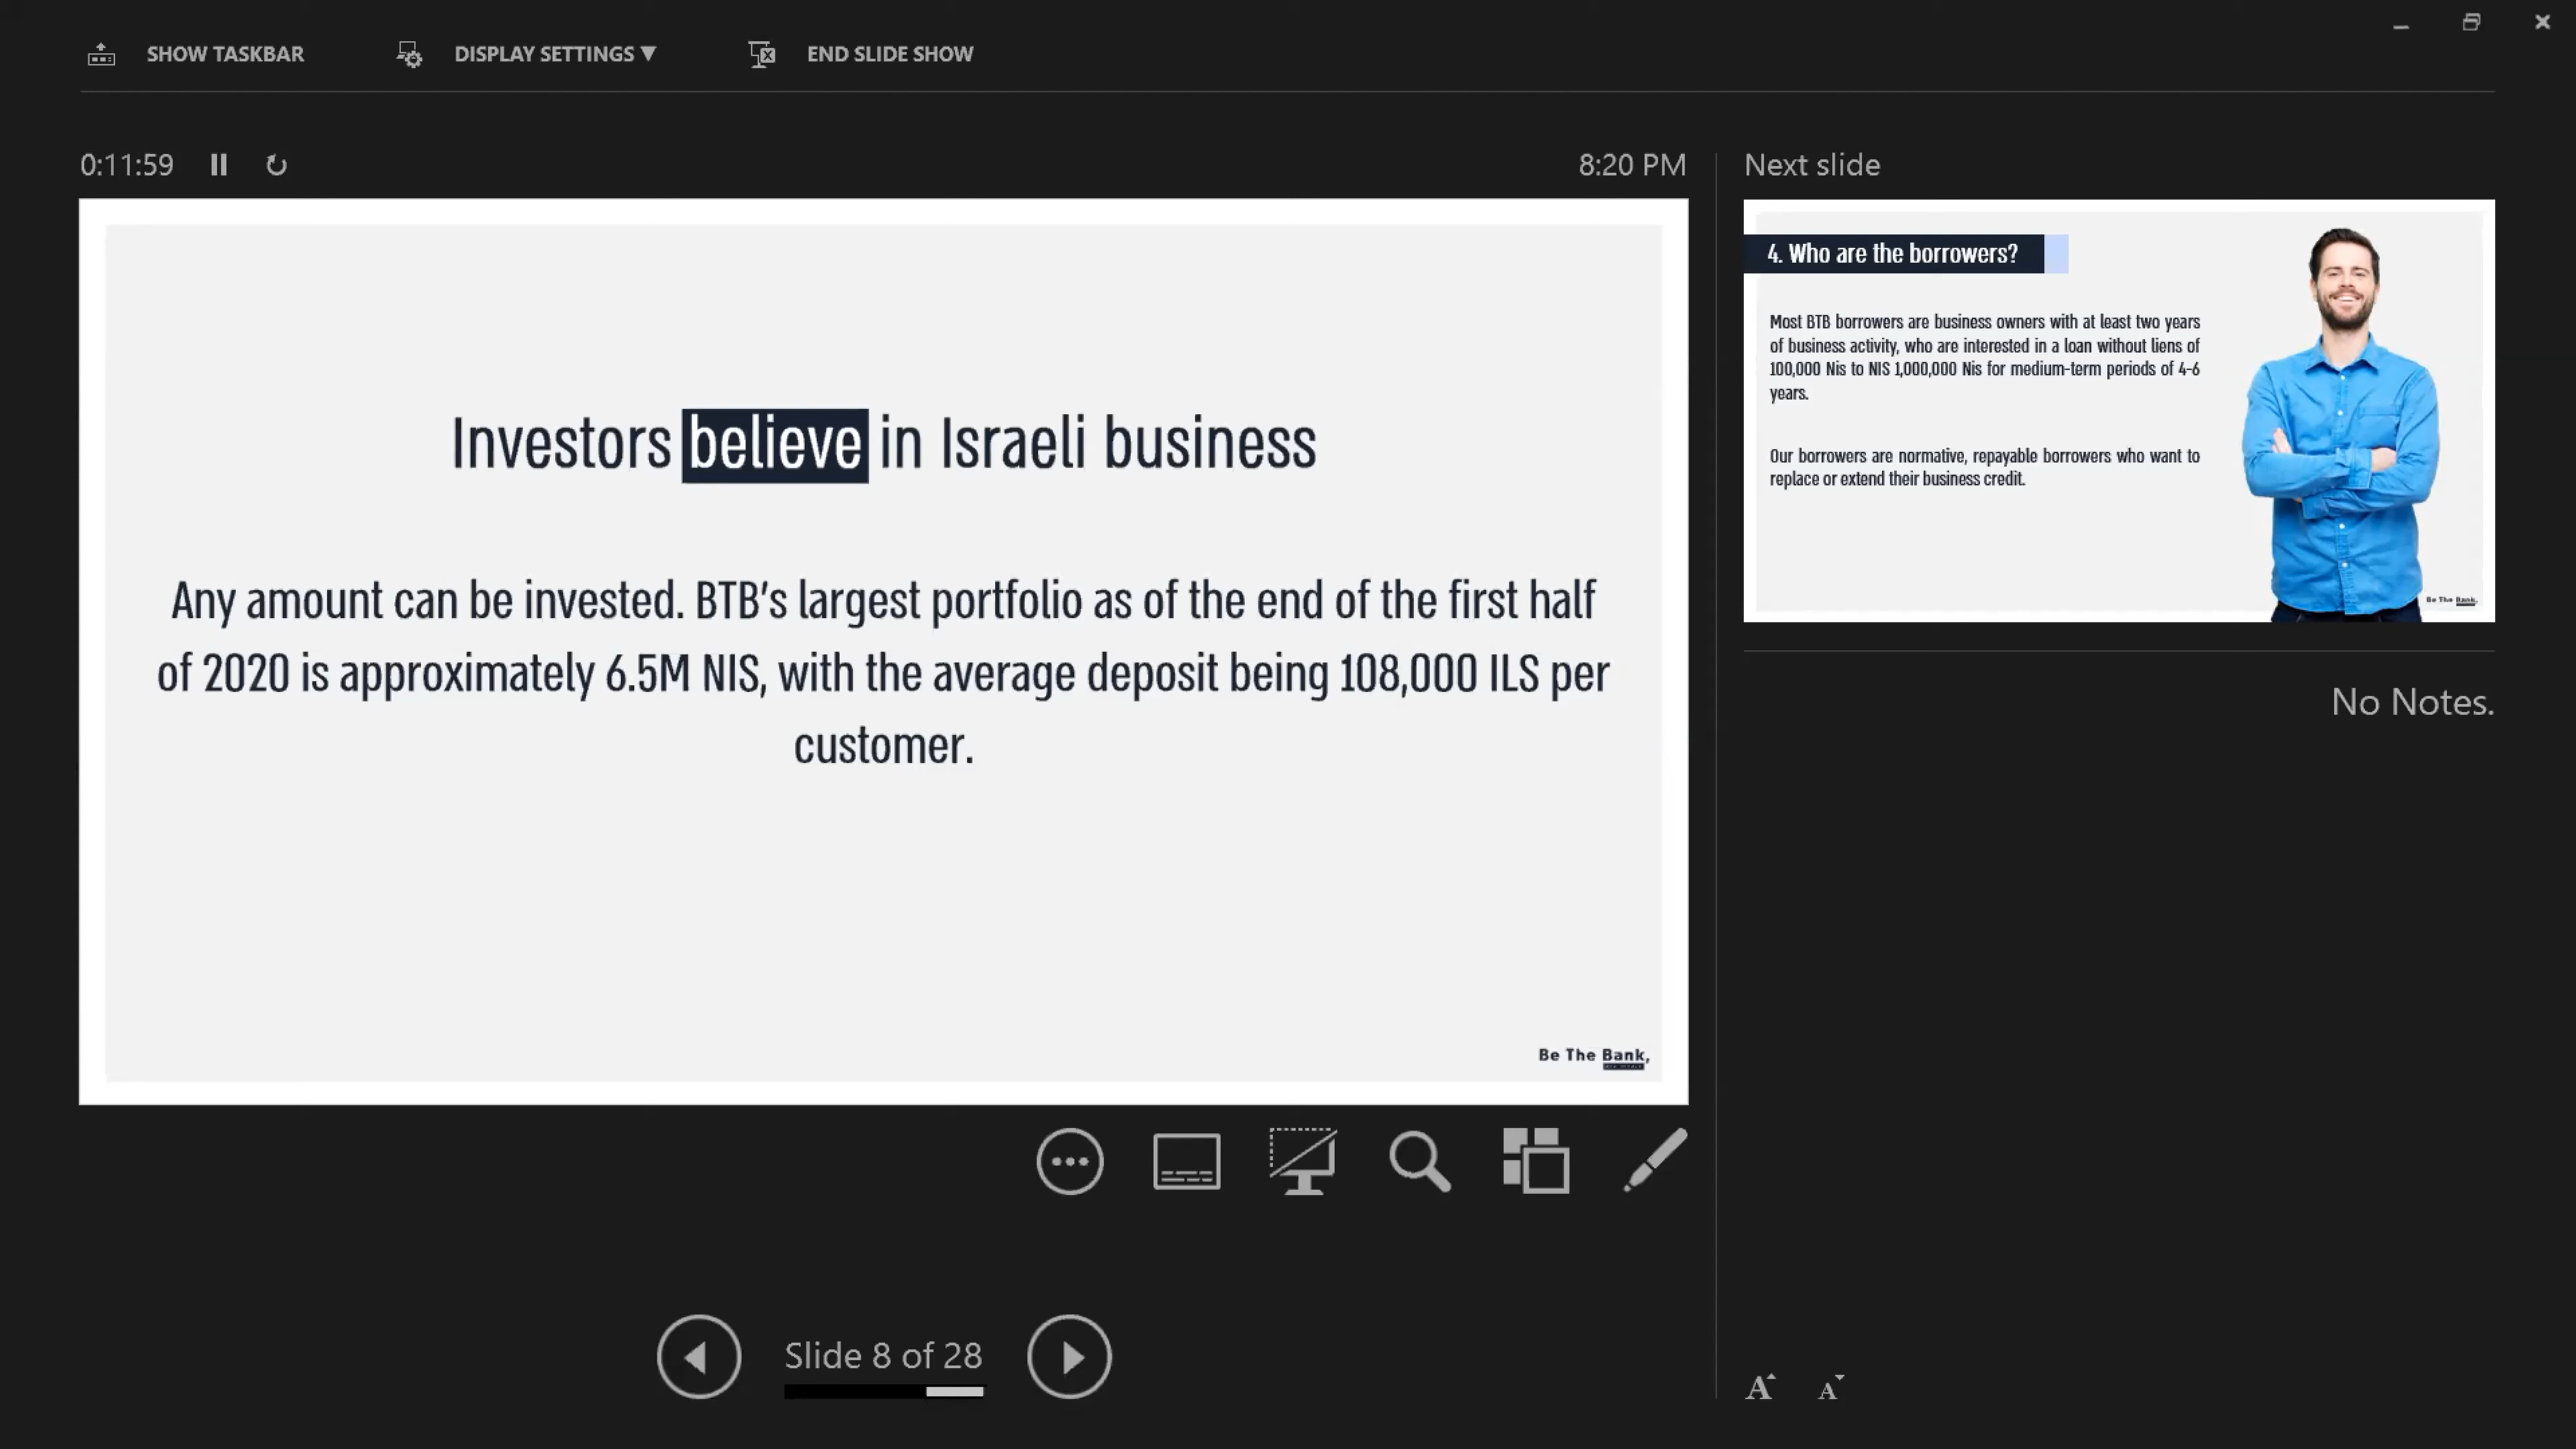 SHOW TASKBAR
DISPLAY SETTINGS ▼
END SLIDE SHOW
0:11:59
8:20 PM
Investors believe in Israeli business
Any amount can be invested. BTB's largest portfolio as of the end of the first half
of 2020 is approximately 6.5M NIS, with the average deposit being 108,000 ILS per
customer.
Be The Bank,
Slide 8 of 28
Next slide
4. Who are the borrowers?
Most BTB borrowers are business owners with at least two years
of business activity, who are interested in a loan without liens of
100,000 Nis to NIS 1,000,000 Nis for medium-term periods of 4-6
years.
Our borrowers are normative, repayable borrowers who want to
replace or extend their business credit.
Be The Bank,
No Notes.
A A